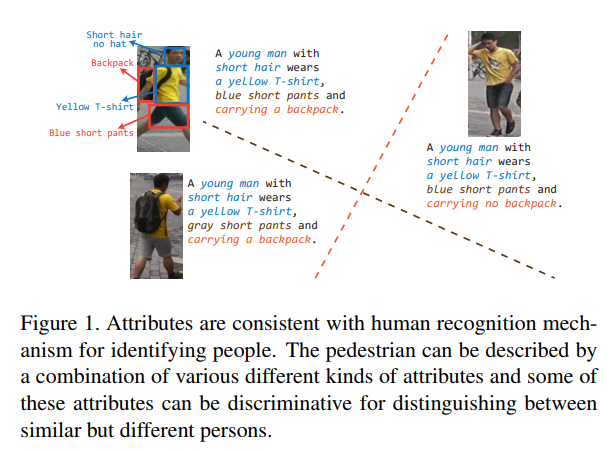 Short hair
no hat
Backpack
Yellow T-shirt
Blue short pants
A young man with
short hair wears
a yellow T-shirt,
blue short pants and
carrying a backpack.
A young man with
short hair wears
a yellow T-shirt,
blue short pants and
carrying no backpack.
A young man with
short hair wears
a yellow T-shirt,
gray short pants and
carrying a backpack.
Figure 1. Attributes are consistent with human recognition mech-
anism for identifying people. The pedestrian can be described by
a combination of various different kinds of attributes and some of
these attributes can be discriminative for distinguishing between
similar but different persons.